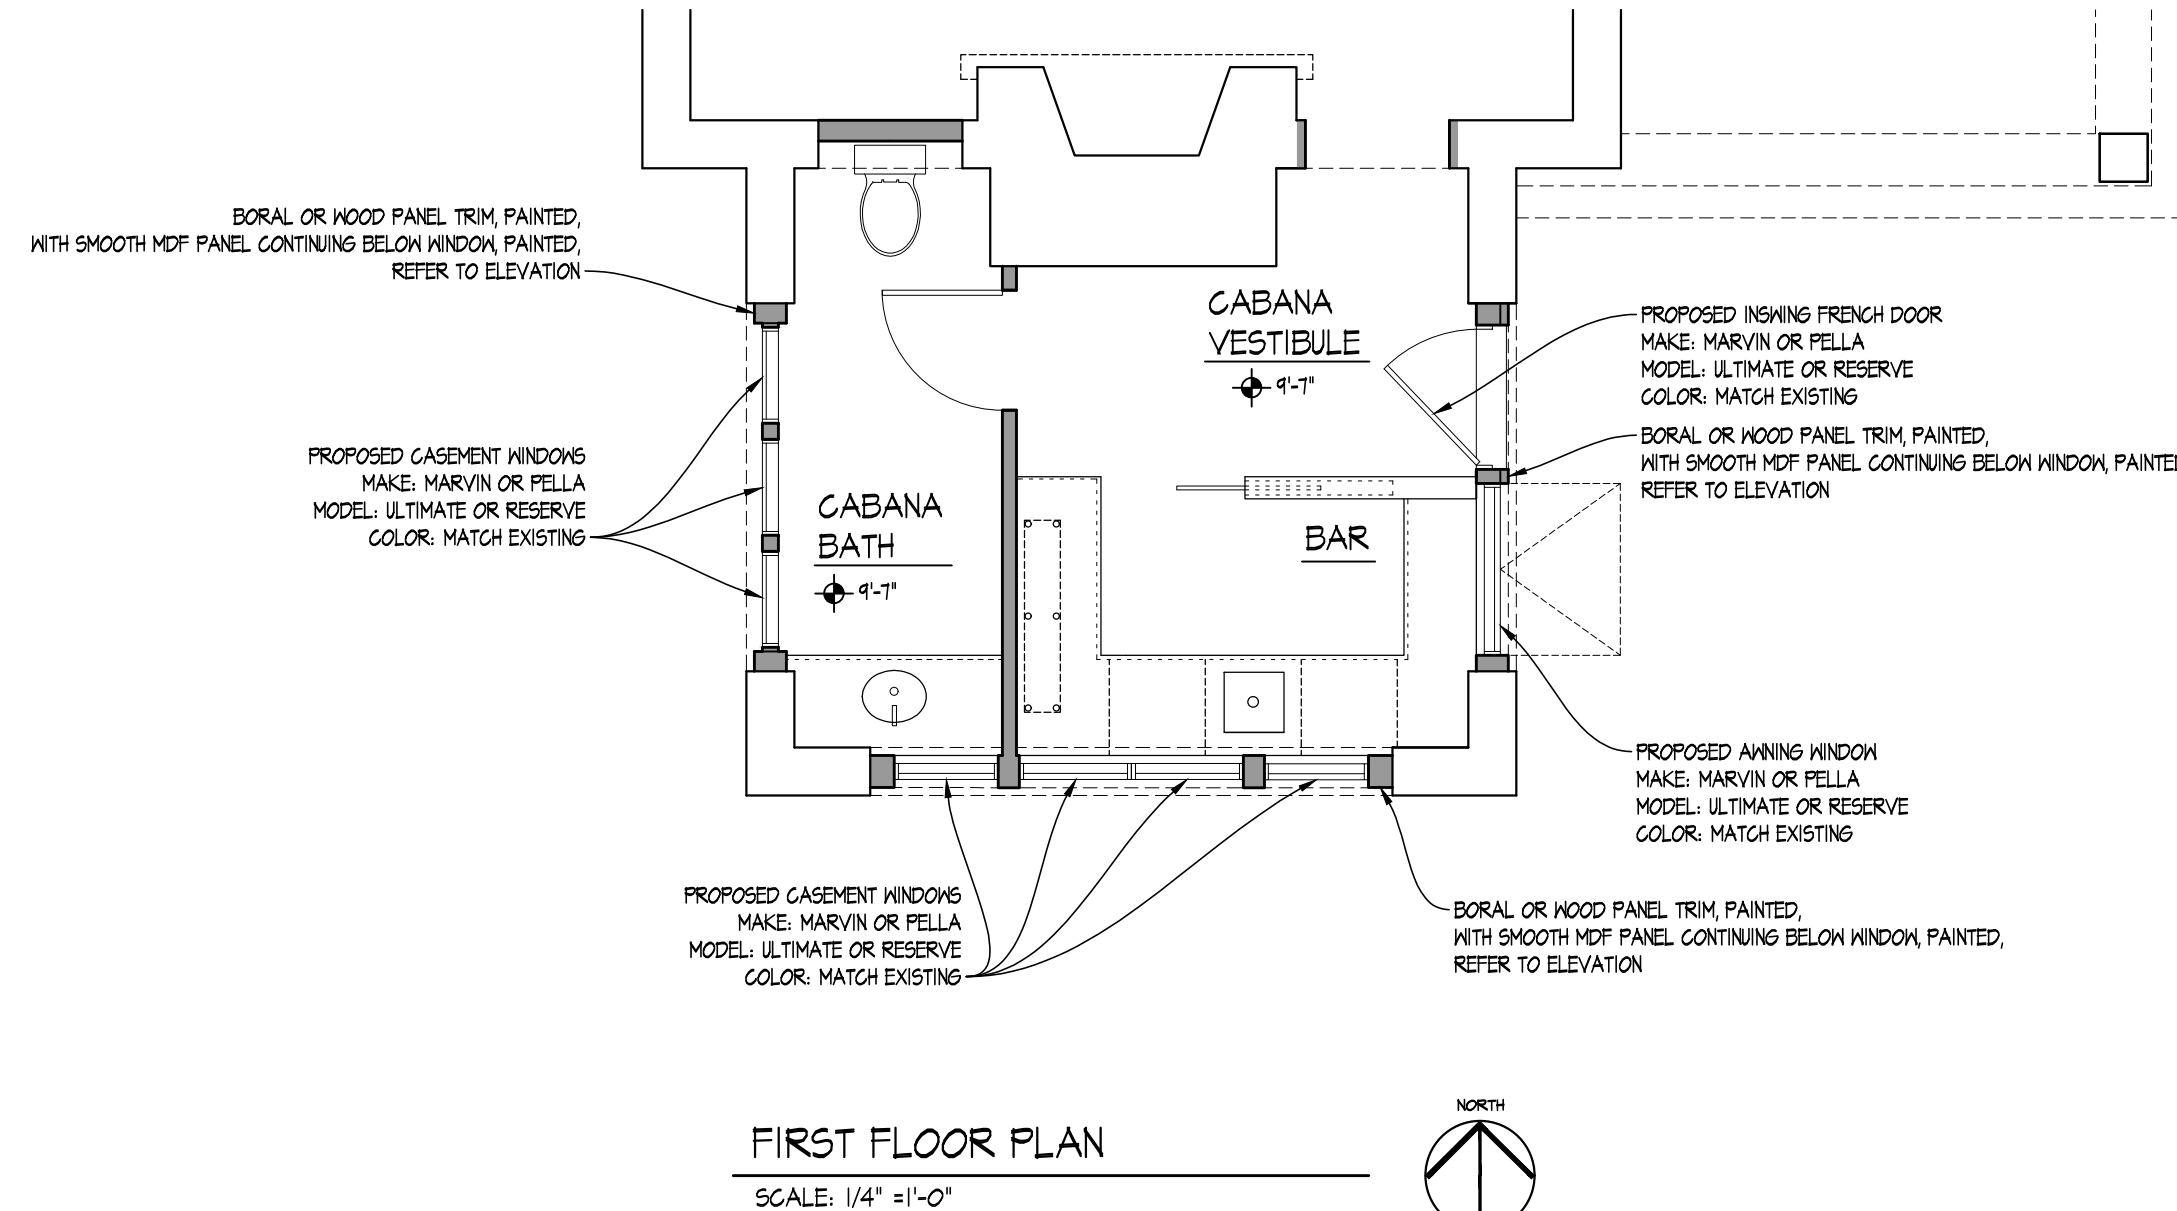 BORAL OR WOOD PANEL TRIM, PAINTED,
WITH SMOOTH MDF PANEL CONTINUING BELOW WINDOW, PAINTED,
REFER TO ELEVATION
CABANA
VESTIBULE
9'-7"
PROPOSED INSWING FRENCH DOOR
MAKE: MARVIN OR PELLA
MODEL: ULTIMATE OR RESERVE
COLOR: MATCH EXISTING
BORAL OR WOOD PANEL TRIM, PAINTED,
WITH SMOOTH MDF PANEL CONTINUING BELOW WINDOW, PAINTED
REFER TO ELEVATION
PROPOSED CASEMENT WINDOWS
MAKE: MARVIN OR PELLA
MODEL: ULTIMATE OR RESERVE
COLOR: MATCH EXISTING
CABANA
BATH
9'-7"
BAR
PROPOSED AWNING WINDOW
MAKE: MARVIN OR PELLA
MODEL: ULTIMATE OR RESERVE
COLOR: MATCH EXISTING
PROPOSED CASEMENT WINDOWS
MAKE: MARVIN OR PELLA
MODEL: ULTIMATE OR RESERVE
COLOR: MATCH EXISTING
BORAL OR WOOD PANEL TRIM, PAINTED,
WITH SMOOTH MDF PANEL CONTINUING BELOW WINDOW, PAINTED,
REFER TO ELEVATION
FIRST FLOOR PLAN
SCALE: 1/4" =1'-0"
NORTH